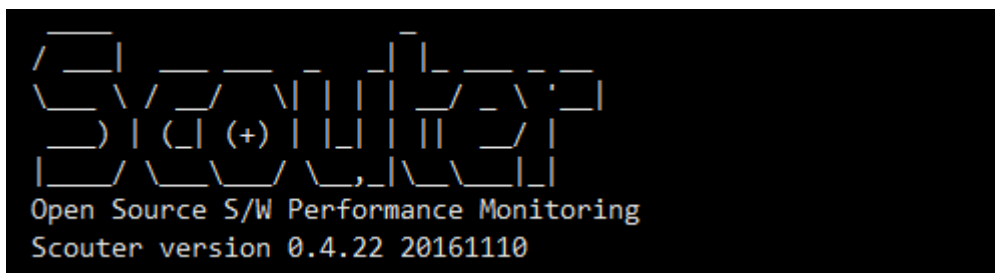 Scouter
Open Source S/W Performance Monitoring
Scouter version 0.4.22 20161110